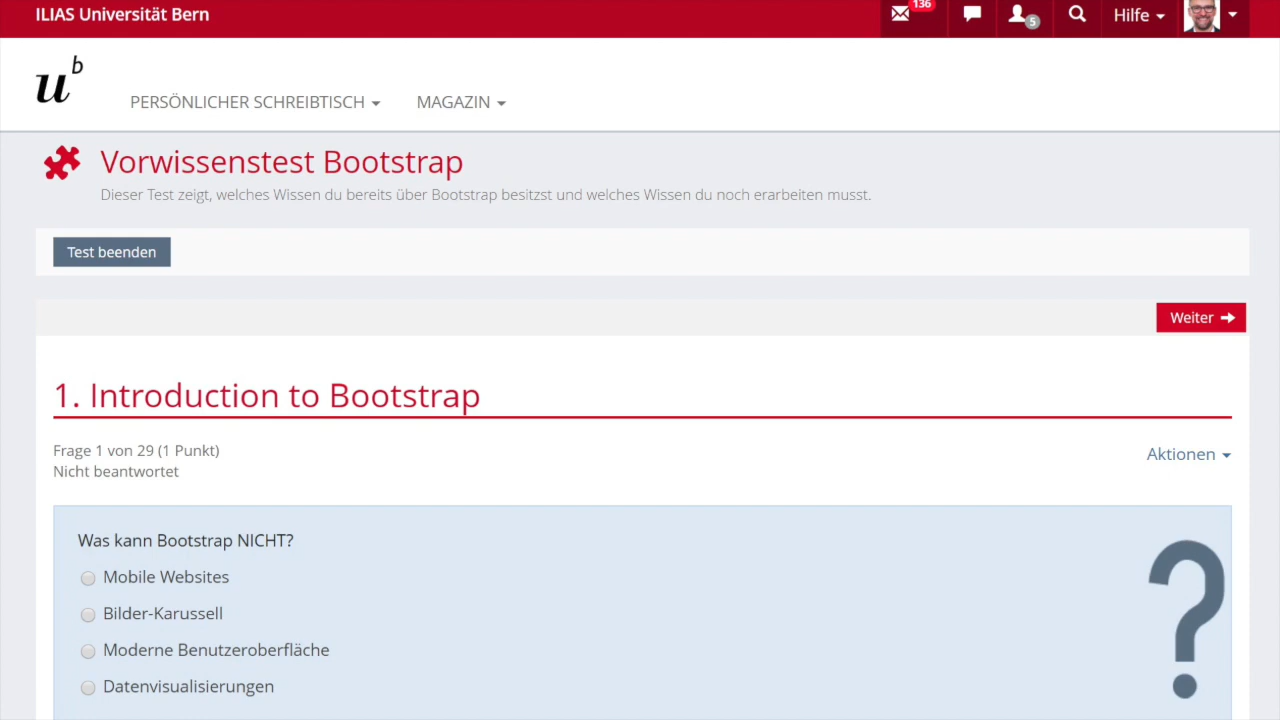 ILIAS Universität Bern
136
5
Hilfe
u
b
PERSÖNLICHER SCHREIBTISCH
MAGAZIN
Vorwissenstest Bootstrap
Dieser Test zeigt, welches Wissen du bereits über Bootstrap besitzst und welches Wissen du noch erarbeiten musst.
Test beenden
Weiter
1. Introduction to Bootstrap
Frage 1 von 29 (1 Punkt)
Nicht beantwortet
Aktionen
Was kann Bootstrap NICHT?
Mobile Websites
Bilder-Karussell
Moderne Benutzeroberfläche
Datenvisualisierungen
?